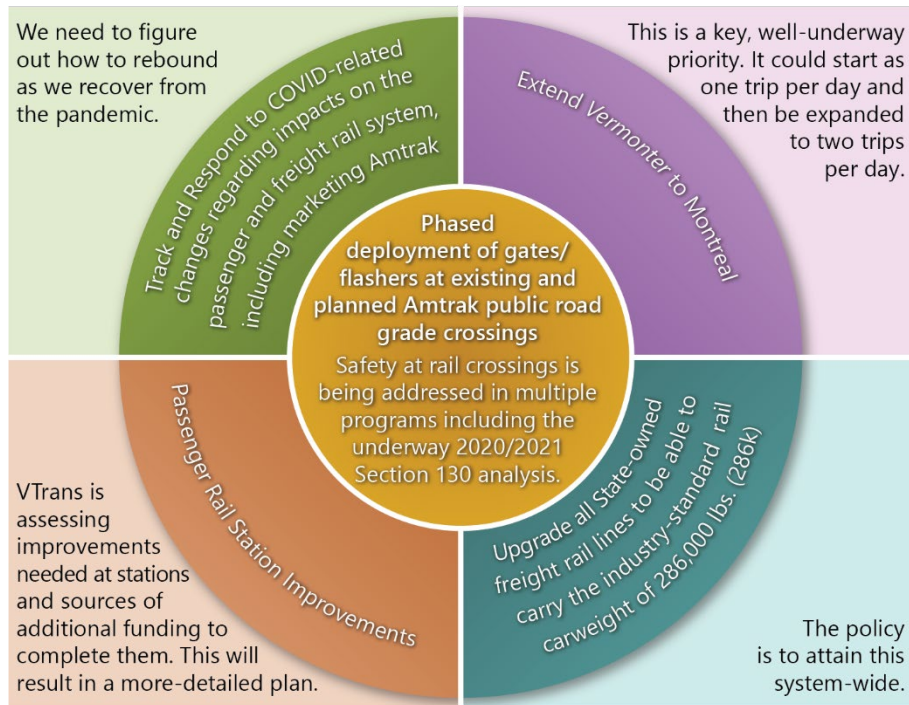 We need to figure
out how to rebound
as we recover from
the pandemic.
Track and Respond to COVID-related
changes regarding impacts on the
passenger and freight rail system,
including marketing Amtrak
This is a key, well-underway
priority. It could start as
one trip per day and
then be expanded
to two trips
per day.
Extend Vermonter to Montreal
Phased
deployment of gates/
flashers at existing and
planned Amtrak public road
grade crossings
Safety at rail crossings is
being addressed in multiple
programs including the
underway 2020/2021
Section 130 analysis.
Passenger Rail Station Improvements
VTrans is
assessing
improvements
needed at stations
and sources of
additional funding to
complete them. This will
result in a more-detailed plan.
Upgrade all State-owned
freight rail lines to be able to
carry the industry-standard rail
carweight of 286,000 lbs. (286k)
The policy
is to attain this
system-wide.